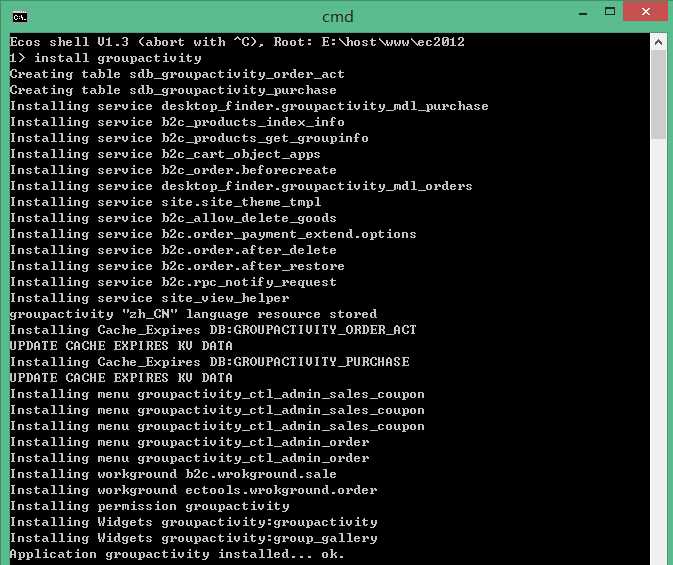 cmd
Ecos shell V1.3 (abort with ^C), Root: E:\host\www\ec2012
1> install groupactivity
Creating table sdb_groupactivity_order_act
Creating table sdb_groupactivity_purchase
Installing service desktop_finder.groupactivity_mdl_purchase
Installing service b2c_products_index_info
Installing service b2c_products_get_groupinfo
Installing service b2c_cart_object_apps
Installing service b2c_order.beforecreate
Installing service desktop_finder.groupactivity_mdl_orders
Installing service site.site_theme_tmpl
Installing service b2c_allow_delete_goods
Installing service b2c.order_payment_extend.options
Installing service b2c.order.after_delete
Installing service b2c.order.after_restore
Installing service b2c.rpc_notify_request
Installing service site_view_helper
groupactivity "zh_CN" language resource stored
Installing Cache_Expires DB:GROUPACTIVITY_ORDER_ACT
UPDATE CACHE EXPIRES KV DATA
Installing Cache_Expires DB:GROUPACTIVITY_PURCHASE
UPDATE CACHE EXPIRES KV DATA
Installing menu groupactivity_ctl_admin_sales_coupon
Installing menu groupactivity_ctl_admin_sales_coupon
Installing menu groupactivity_ctl_admin_sales_coupon
Installing menu groupactivity_ctl_admin_order
Installing menu groupactivity_ctl_admin_order
Installing workground b2c.wrokground.sale
Installing workground ectools.wrokground.order
Installing permission groupactivity
Installing Widgets groupactivity:groupactivity
Installing Widgets groupactivity:group_gallery
Application groupactivity installed... ok.